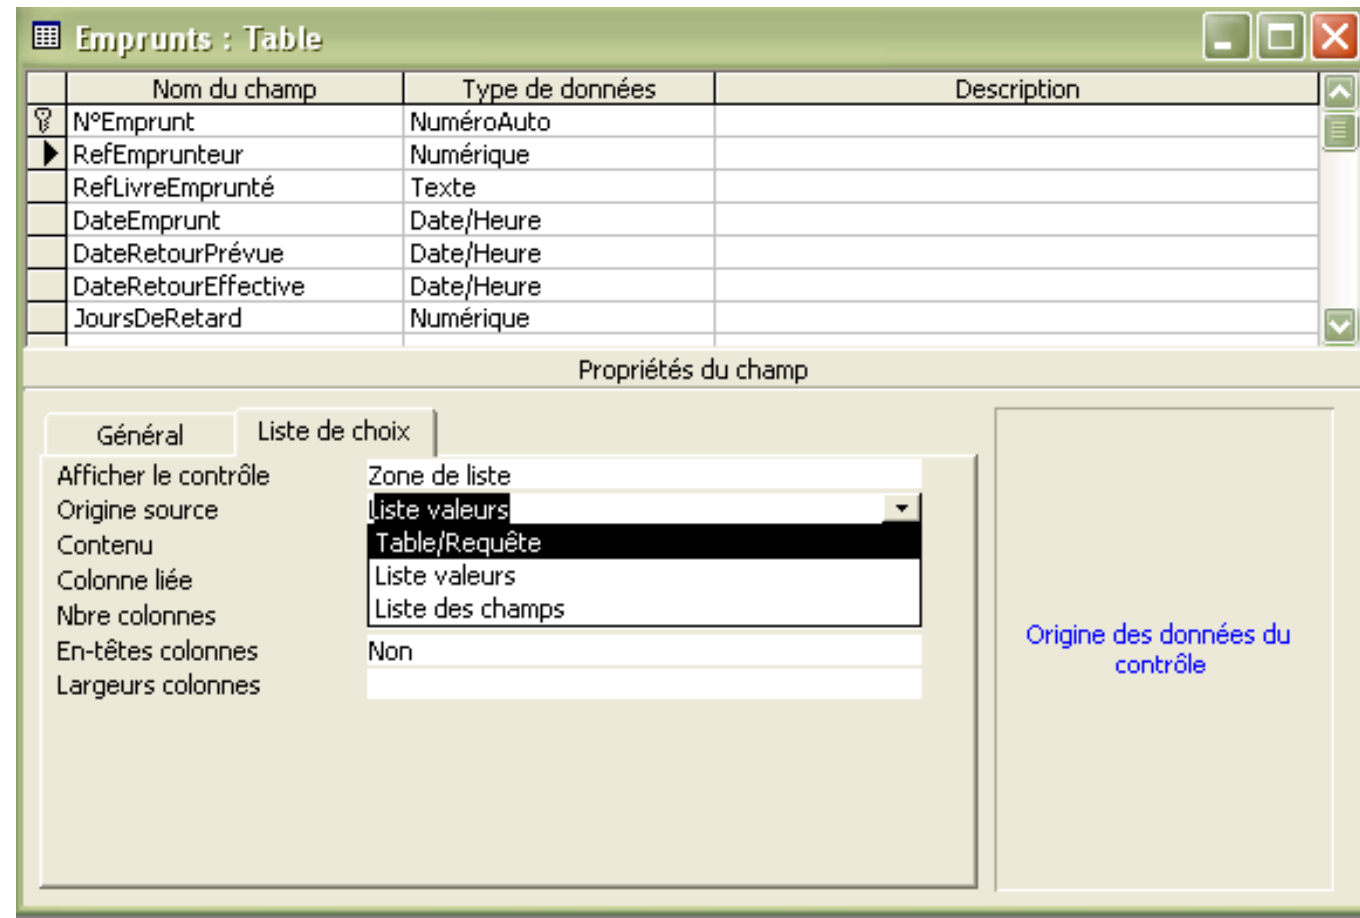 Emprunts : Table
Nom du champ Type de données Description
N°Emprunt NuméroAuto
RefEmprunteur Numérique
RefLivreEmprunté Texte
DateEmprunt Date/Heure
DateRetourPrévue Date/Heure
DateRetourEffective Date/Heure
JoursDeRetard Numérique
Propriétés du champ
Général Liste de choix
Afficher le contrôle Zone de liste
Origine source Liste valeurs
Contenu Table/Requête
Colonne liée Liste valeurs
Nbre colonnes Liste des champs
En-têtes colonnes Non
Largeurs colonnes
Origine des données du
contrôle